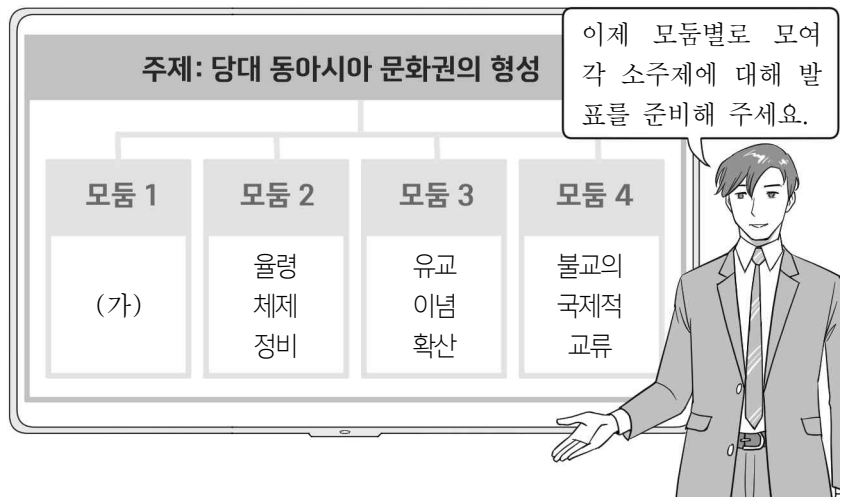 주제: 당대 동아시아 문화권의 형성
이제 모둠별로 모여
각 소주제에 대해 발
표를 준비해 주세요.
모둠 1
(가)
모둠 2
율령
체제
정비
모둠 3
유교
이념
확산
모둠 4
불교의
국제적
교류